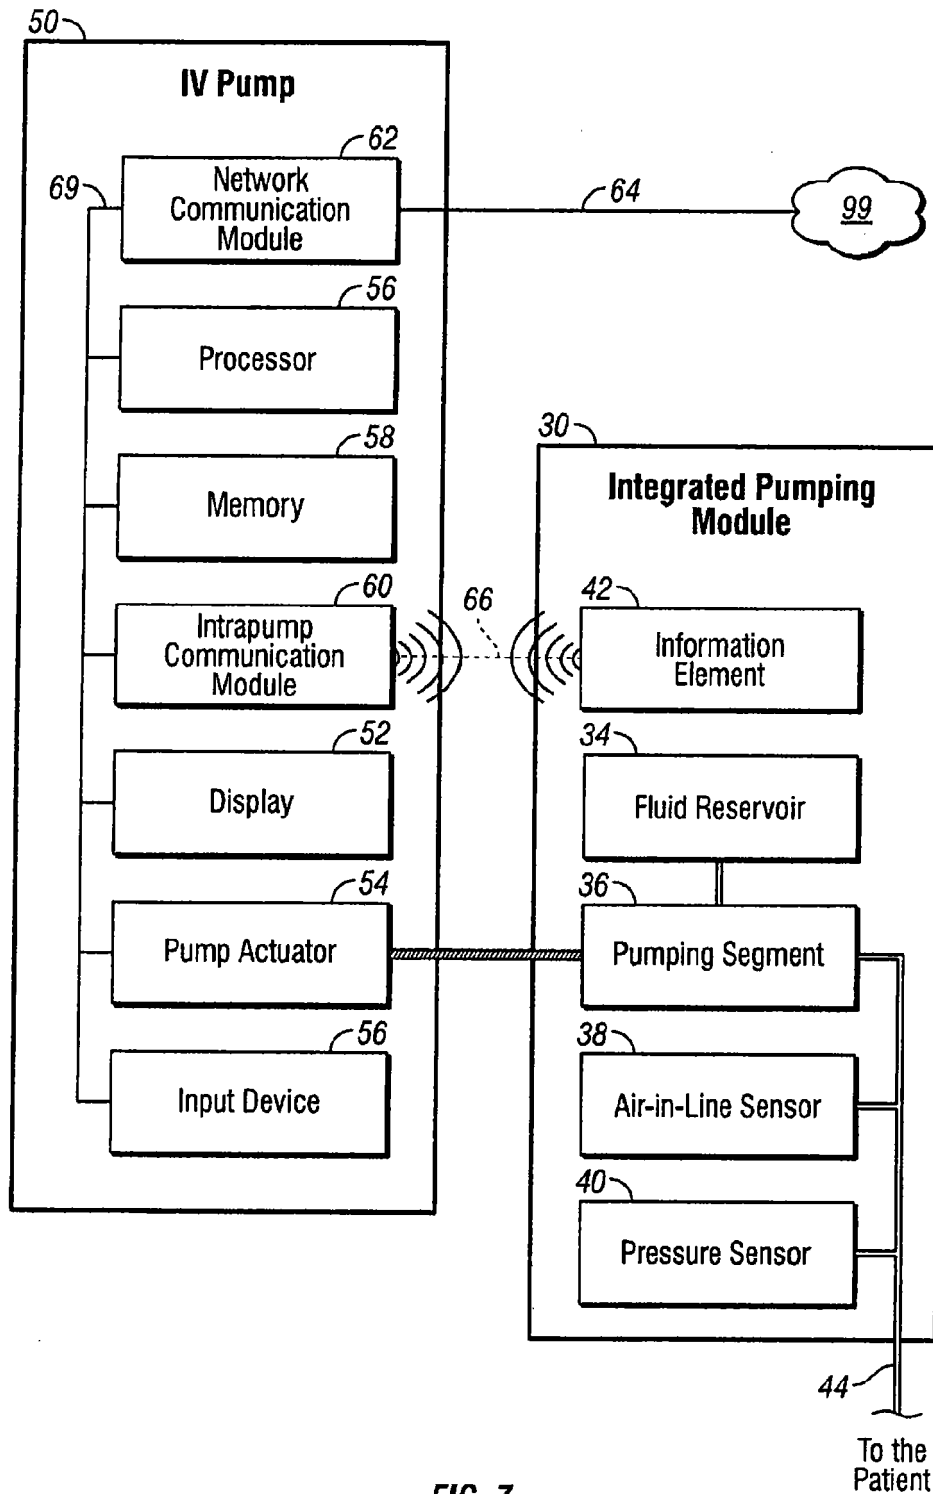 50
IV Pump
62
69
Network
Communication
Module
64
99
56
Processor
58
Memory
30
Integrated Pumping
Module
60
Intrapump
Communication
Module
66
42
Information
Element
52
Display
34
Fluid Reservoir
54
Pump Actuator
36
Pumping Segment
56
Input Device
38
Air-in-Line Sensor
40
Pressure Sensor
44
To the
Patient
FIG. 7